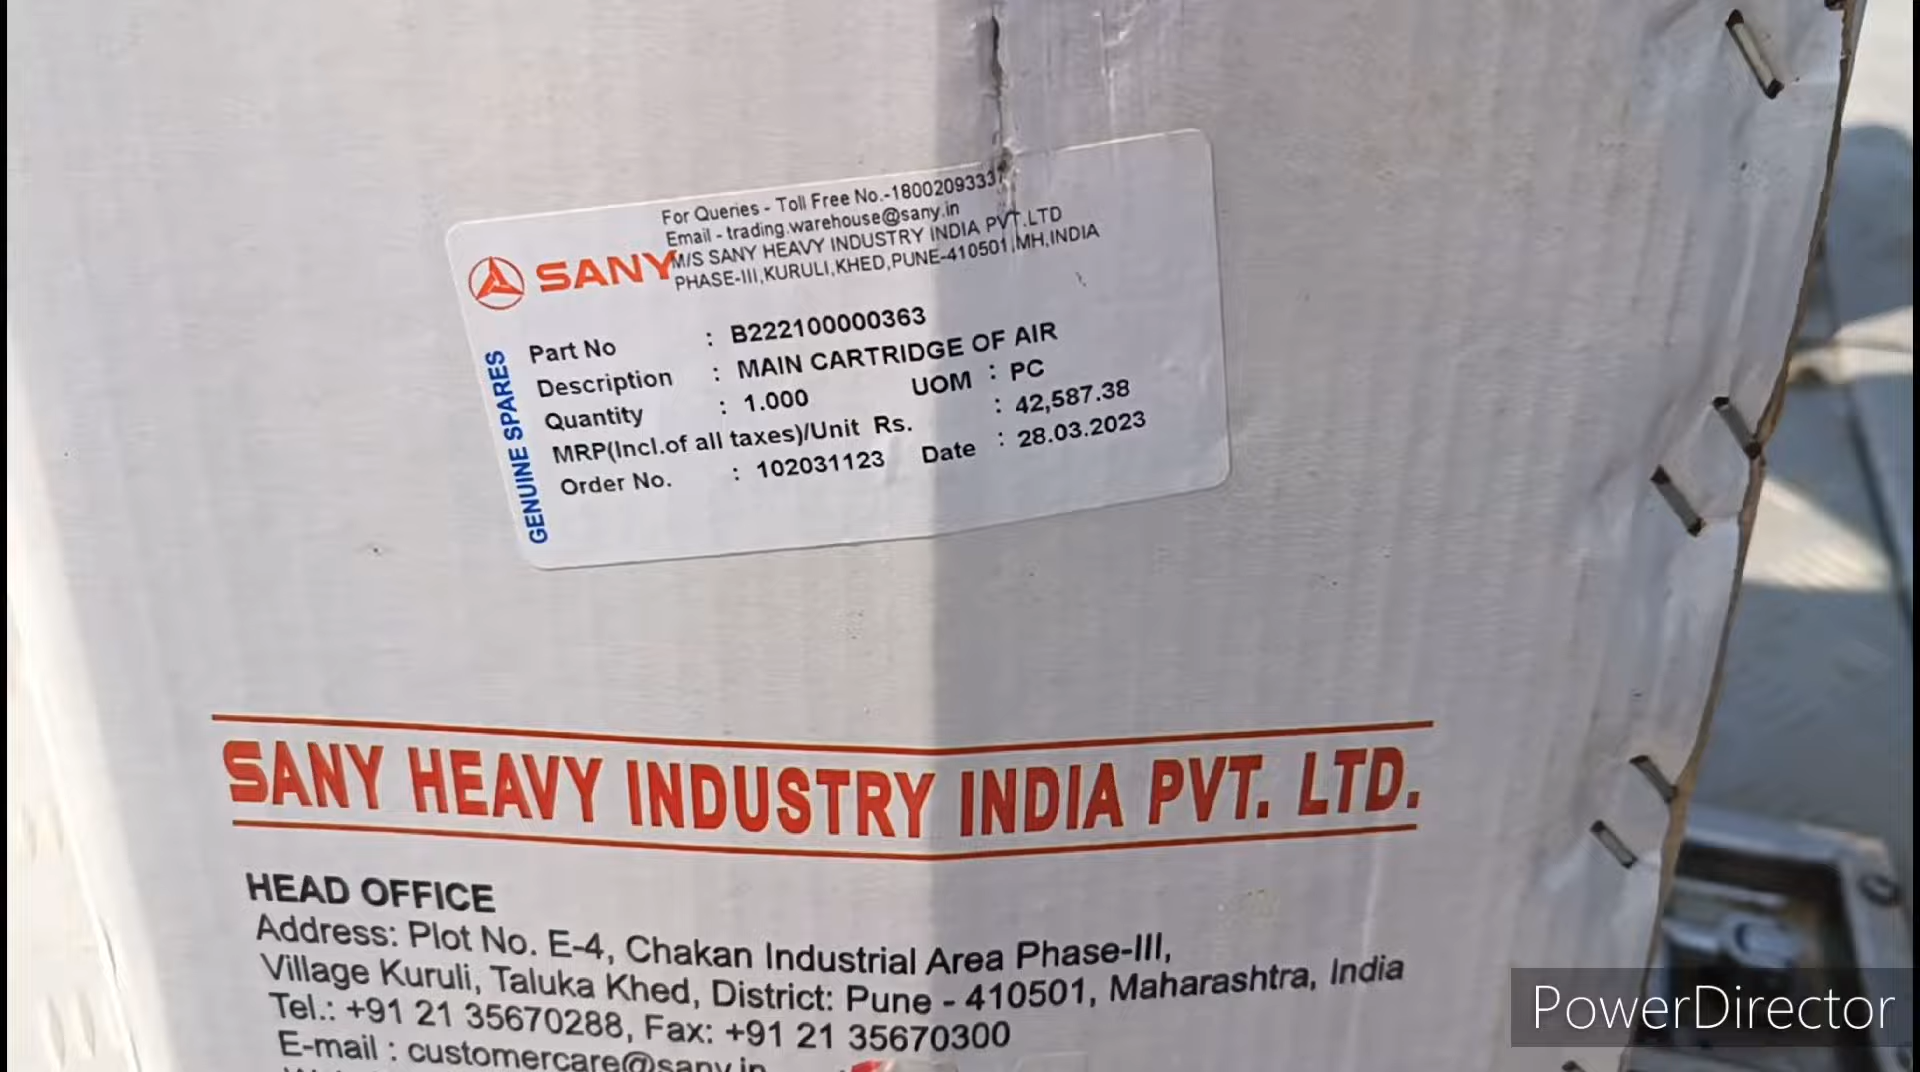 For Queries - Toll Free No.-18002093337
Email - trading.warehouse@sany.in
M/S SANY HEAVY INDUSTRY INDIA PVT.LTD
PHASE-III,KURULI,KHED,PUNE-410501,MH,INDIA
SANY
GENUINE SPARES
Part No : B222100000363
Description : MAIN CARTRIDGE OF AIR
Quantity : 1.000 UOM : PC
MRP(Incl.of all taxes)/Unit Rs. : 42,587.38
Order No. : 102031123 Date : 28.03.2023
SANY HEAVY INDUSTRY INDIA PVT. LTD.
HEAD OFFICE
Address: Plot No. E-4, Chakan Industrial Area Phase-III,
Village Kuruli, Taluka Khed, District: Pune - 410501, Maharashtra, India
Tel.: +91 21 35670288, Fax: +91 21 35670300
E-mail : customercare@sany.in
PowerDirector